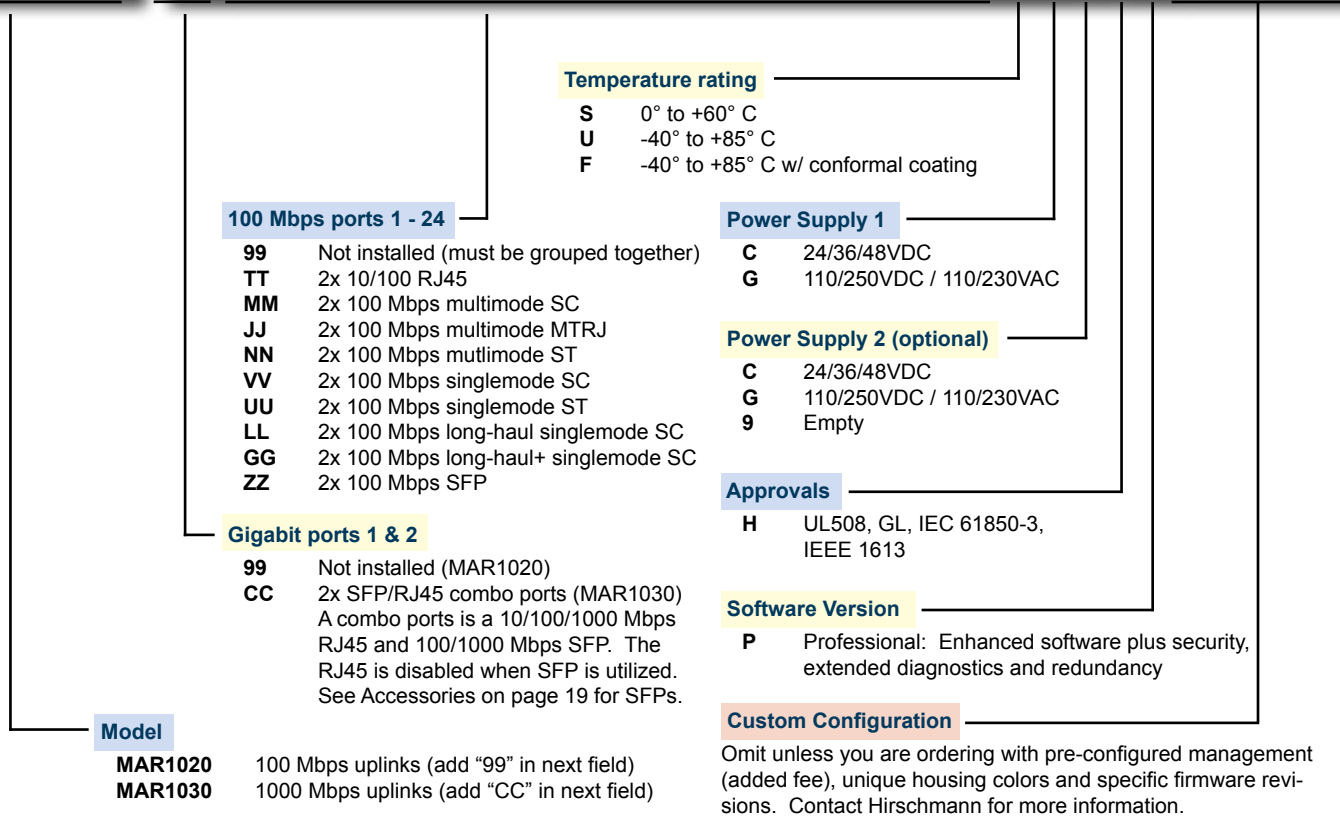 Temperature rating
S 0° to +60° C
U -40° to +85° C
F -40° to +85° C w/ conformal coating
100 Mbps ports 1 - 24
99 Not installed (must be grouped together)
TT 2x 10/100 RJ45
MM 2x 100 Mbps multimode SC
JJ 2x 100 Mbps multimode MTRJ
NN 2x 100 Mbps mutlimode ST
VV 2x 100 Mbps singlemode SC
UU 2x 100 Mbps singlemode ST
LL 2x 100 Mbps long-haul singlemode SC
GG 2x 100 Mbps long-haul+ singlemode SC
ZZ 2x 100 Mbps SFP
Gigabit ports 1 & 2
99 Not installed (MAR1020)
CC 2x SFP/RJ45 combo ports (MAR1030)
A combo ports is a 10/100/1000 Mbps
RJ45 and 100/1000 Mbps SFP. The
RJ45 is disabled when SFP is utilized.
See Accessories on page 19 for SFPs.
Model
MAR1020 100 Mbps uplinks (add “99” in next field)
MAR1030 1000 Mbps uplinks (add “CC” in next field)
Power Supply 1
C 24/36/48VDC
G 110/250VDC / 110/230VAC
Power Supply 2 (optional)
C 24/36/48VDC
G 110/250VDC / 110/230VAC
9 Empty
Approvals
H UL508, GL, IEC 61850-3,
IEEE 1613
Software Version
P Professional: Enhanced software plus security,
extended diagnostics and redundancy
Custom Configuration
Omit unless you are ordering with pre-configured management
(added fee), unique housing colors and specific firmware revi-
sions. Contact Hirschmann for more information.